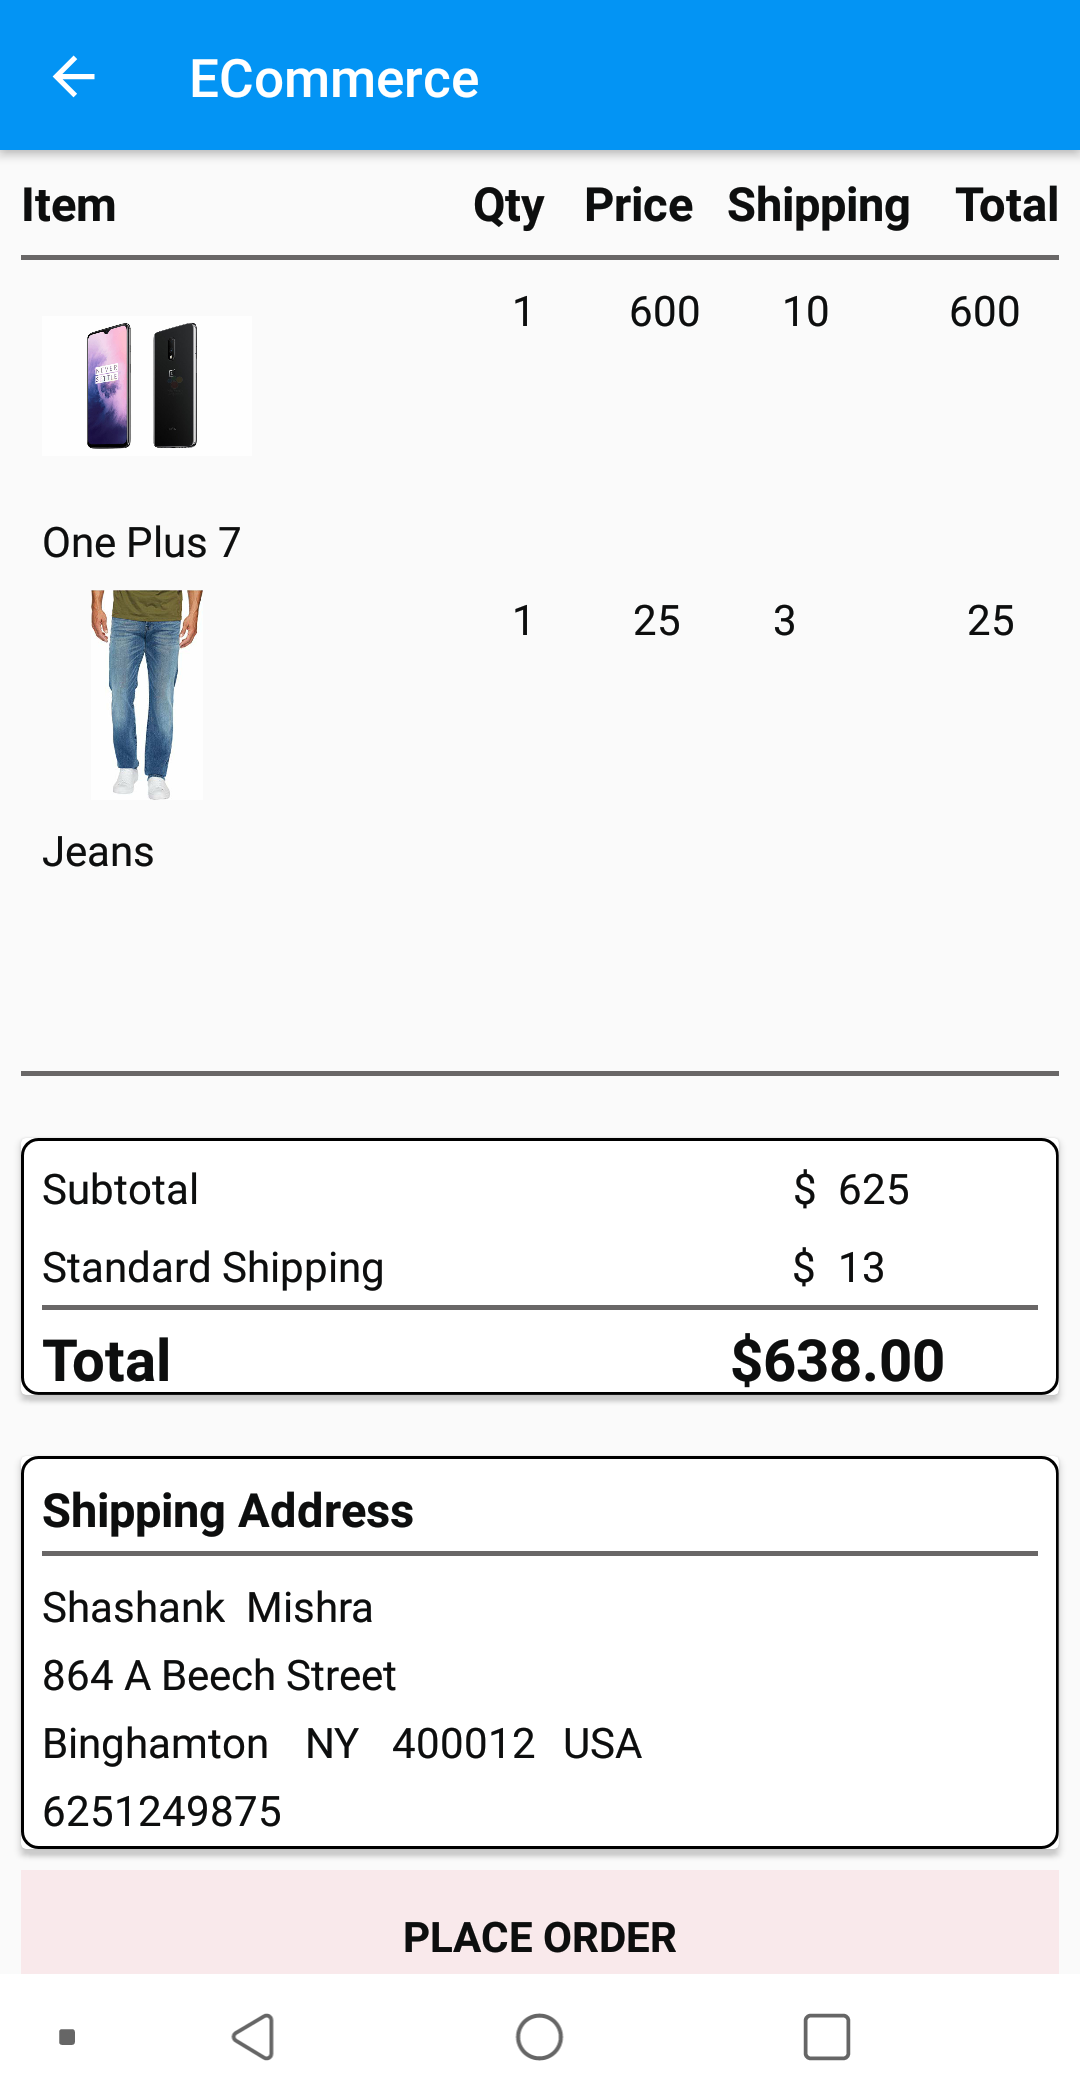 ECommerce
Item Qty Price Shipping Total
1 600 10 600
One Plus 7
1 25 3 25
Jeans
Subtotal $ 625
Standard Shipping $ 13
Total $638.00
Shipping Address
Shashank Mishra
864 A Beech Street
Binghamton NY 400012 USA
6251249875
PLACE ORDER